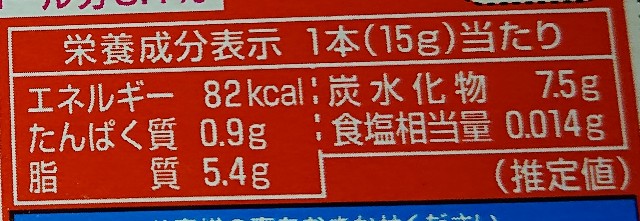 栄養成分表示 1本(15g)当たり
エネルギー 82kcal
たんぱく質 0.9g
脂質 5.4g
炭水化物 7.5g
食塩相当量 0.014g
(推定値)